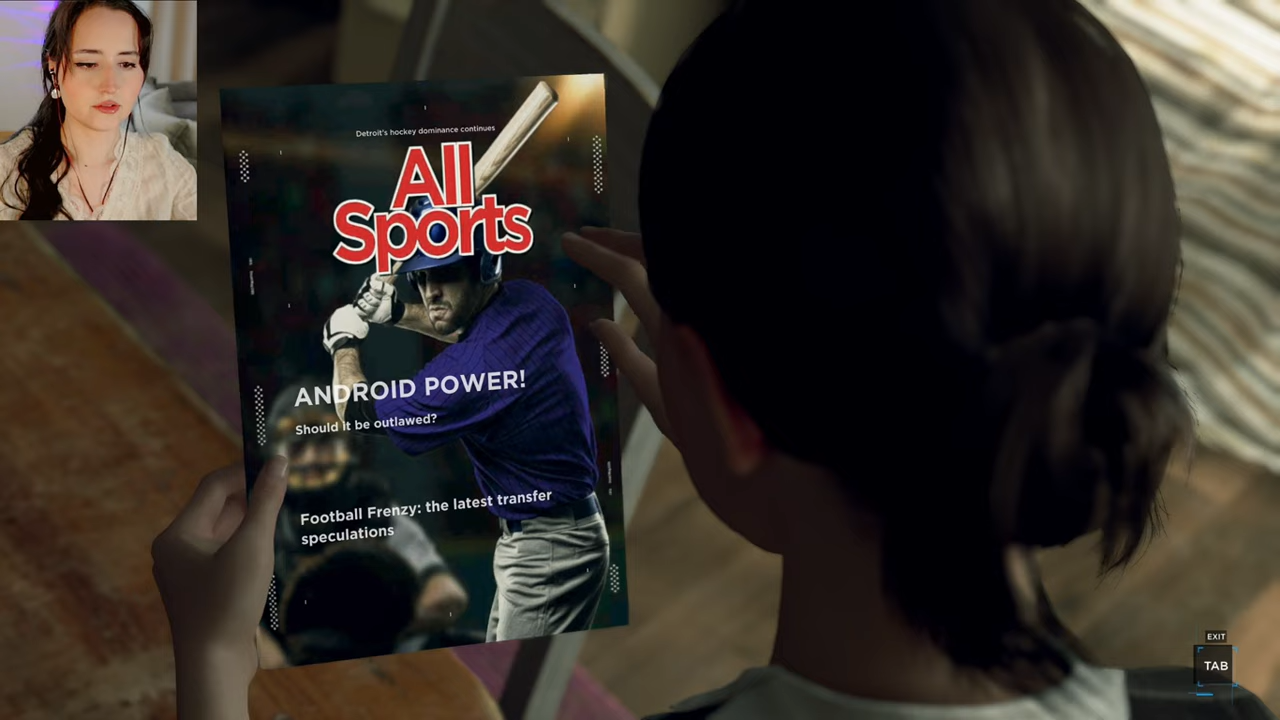 Detroit's hockey dominance continues
All
Sports
ANDROID POWER!
Should it be outlawed?
Football Frenzy: the latest transfer
speculations
EXIT
TAB